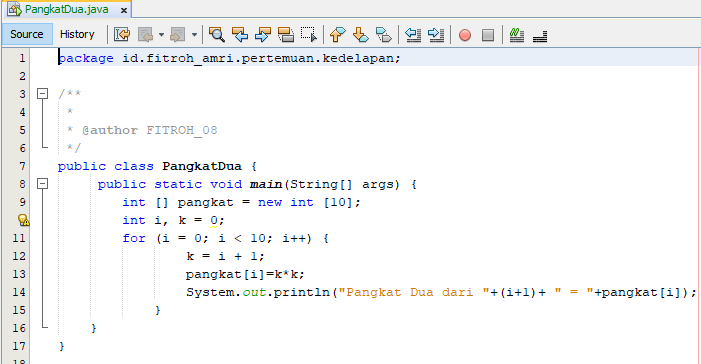 PangkatDua.java x
Source History
1 package id.fitroh_amri.pertemuan.kedelapan;
2
3 /**
4 *
5 * @author FITROH_08
6 */
7 public class PangkatDua {
8 public static void main(String[] args) {
9 int [] pangkat = new int [10];
int i, k = 0;
11 for (i = 0; i < 10; i++) {
12 k = i + 1;
13 pangkat[i]=k*k;
14 System.out.println("Pangkat Dua dari "+(i+1)+ " = "+pangkat[i]);
15 }
16 }
17 }
18